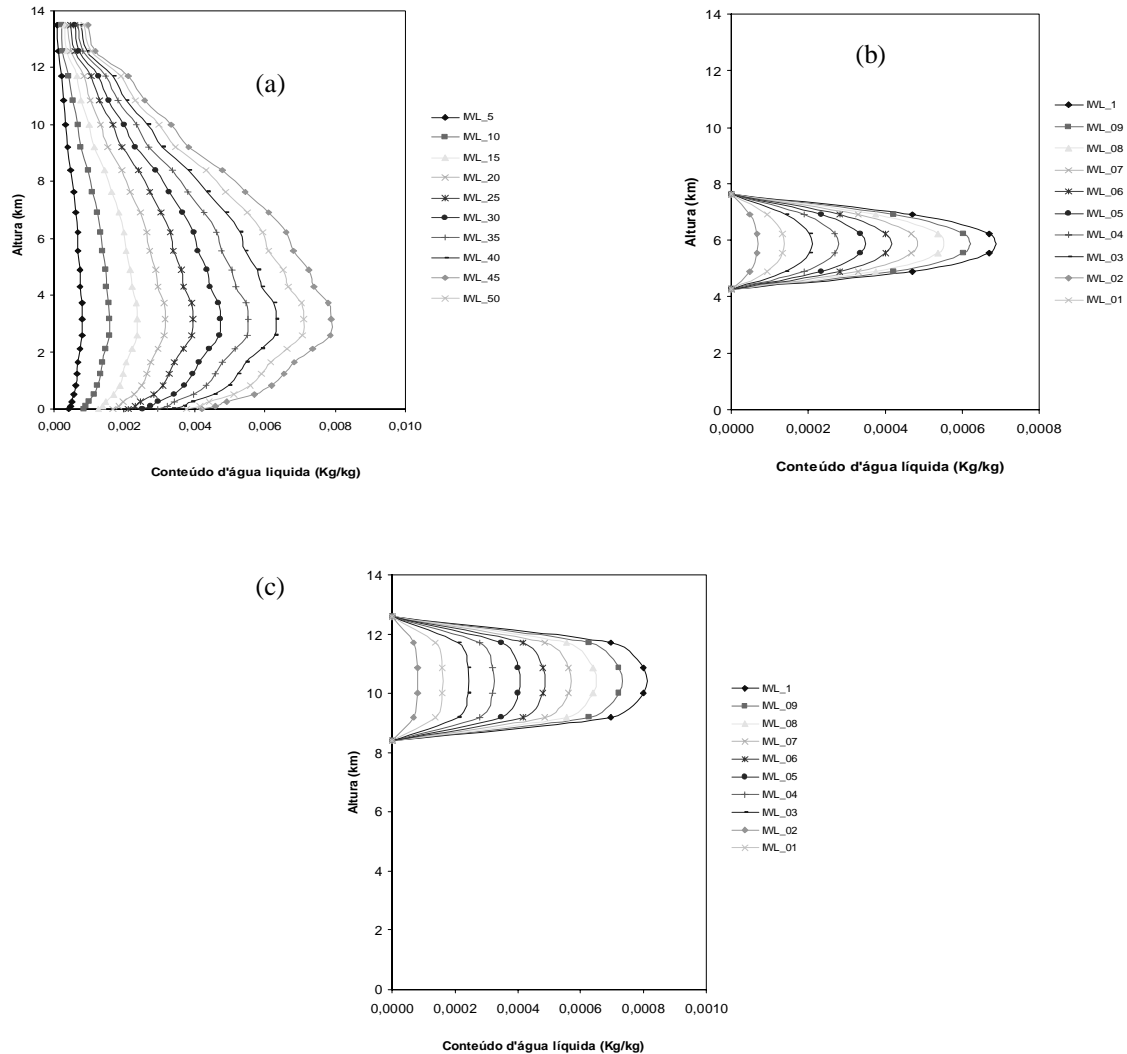 (a)
14
12
10
8
6
4
2
0
Altura (km)
0,000 0,002 0,004 0,006 0,008 0,010
Conteúdo d'água liquida (Kg/kg)
IWL_5
IWL_10
IWL_15
IWL_20
IWL_25
IWL_30
IWL_35
IWL_40
IWL_45
IWL_50
(b)
14
12
10
8
6
4
2
0
Altura (km)
0,0000 0,0002 0,0004 0,0006 0,0008
Conteúdo d'água líquida (Kg/kg)
IWL_1
IWL_09
IWL_08
IWL_07
IWL_06
IWL_05
IWL_04
IWL_03
IWL_02
IWL_01
(c)
14
12
10
8
6
4
2
0
Altura (km)
0,0000 0,0002 0,0004 0,0006 0,0008 0,0010
Conteúdo d'água líquida (Kg/kg)
IWL_1
IWL_09
IWL_08
IWL_07
IWL_06
IWL_05
IWL_04
IWL_03
IWL_02
IWL_01